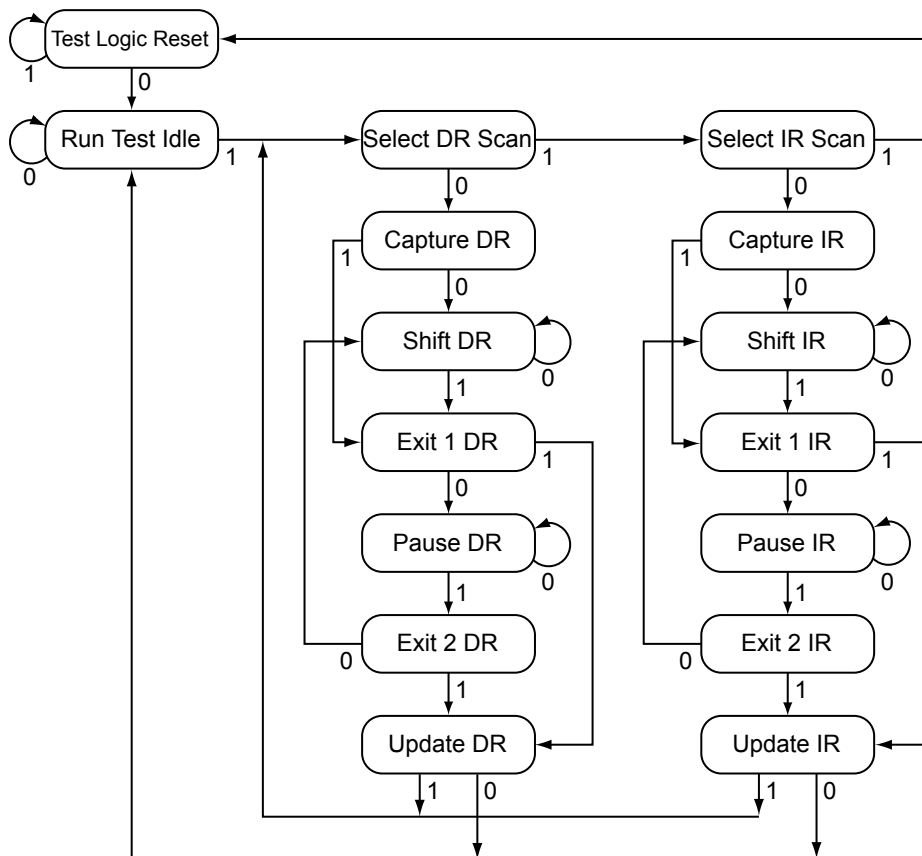 Test Logic Reset
1
0
Run Test Idle
0
1
Select DR Scan
1
0
Select IR Scan
1
0
Capture DR
1
0
Capture IR
1
0
Shift DR
0
1
Shift IR
0
1
Exit 1 DR
1
0
Exit 1 IR
1
0
Pause DR
0
1
Pause IR
0
1
Exit 2 DR
0
1
Exit 2 IR
0
1
Update DR
1
0
Update IR
1
0